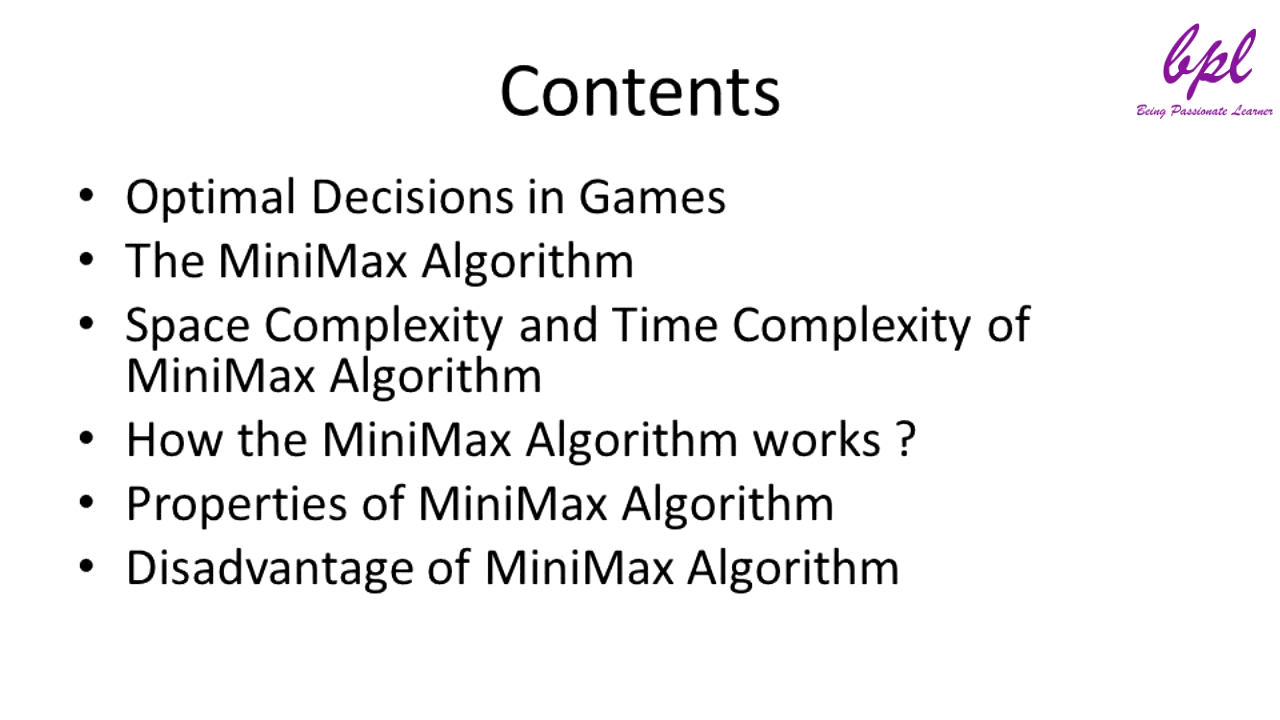 bpl
Being Passionate Learner
Contents
• Optimal Decisions in Games
• The MiniMax Algorithm
• Space Complexity and Time Complexity of
MiniMax Algorithm
• How the MiniMax Algorithm works ?
• Properties of MiniMax Algorithm
• Disadvantage of MiniMax Algorithm